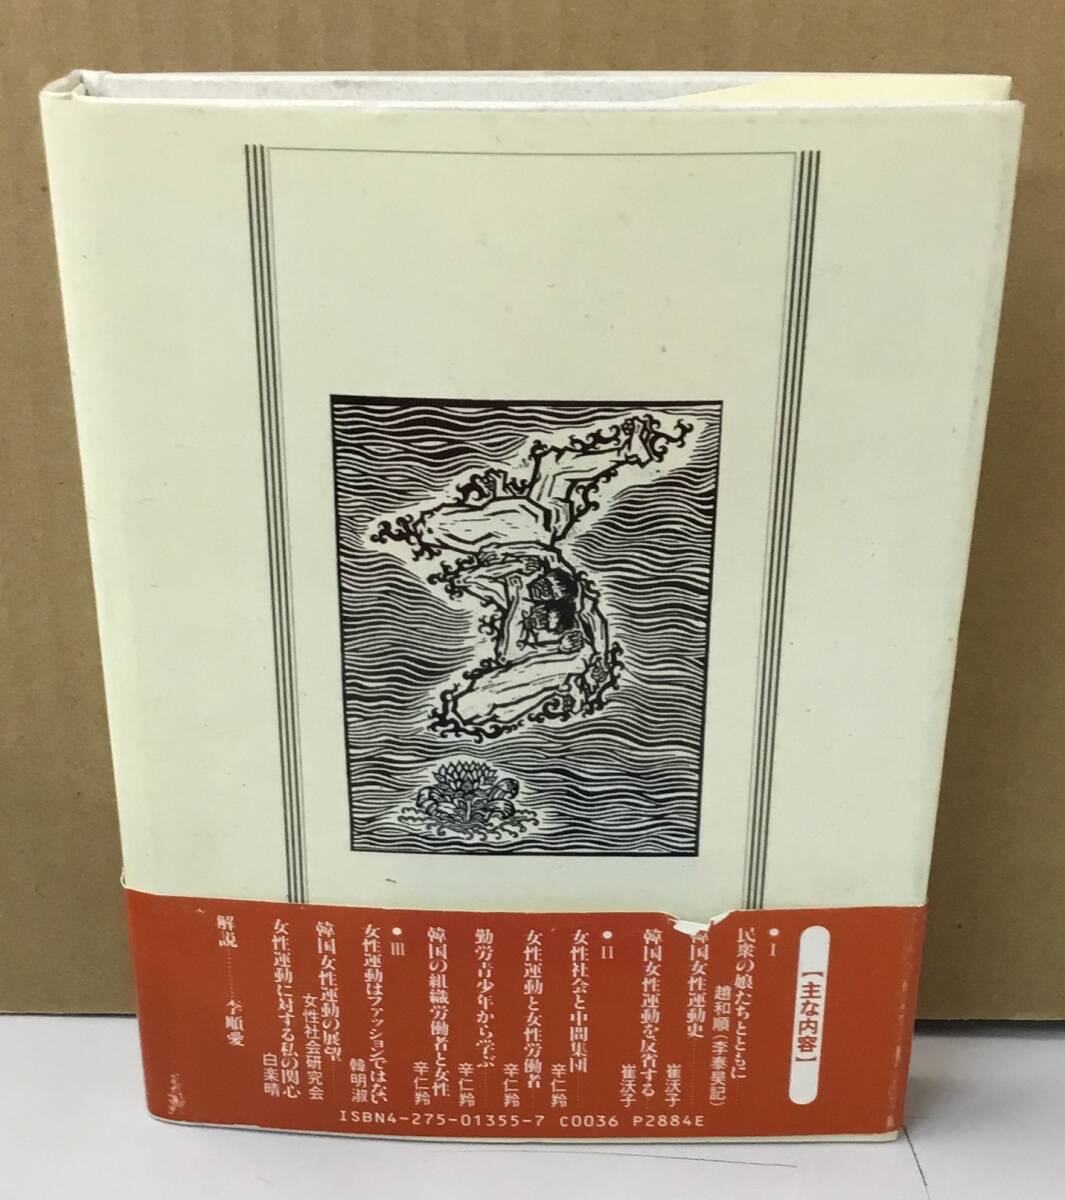 【主な内容】
●Ⅰ
民衆の娘たちとともに
趙和順(李泰昊記)
韓国女性運動史……崔沃子
韓国女性運動を反省する
崔沃子
●Ⅱ
女性社会と中間集団……辛仁羚
女性運動と女性労働者
辛仁羚
勤労青少年から学ぶ……辛仁羚
韓国の組織労働者と女性
辛仁羚
●Ⅲ
女性運動はファッションではない
韓明淑
韓国女性運動の展望
女性社会研究会
女性運動に対する私の関心
白楽晴
解説……李順愛
ISBN4-275-01355-7 C0036 P2884E